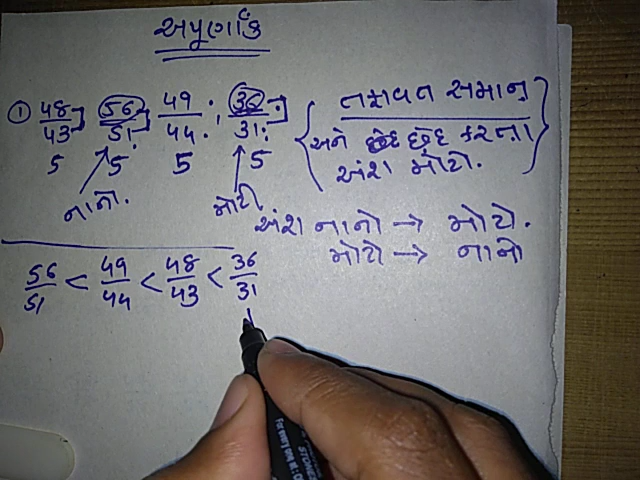 અપૂર્ણાંક
① 48/43 56/51 49/44 , 36/31
5 5 5 5
નાનો. મોટી
તફાવત સમાન
અને છેદ કરતા
અંશ મોટો.
અંશ નાનો → મોટો.
મોટો → નાનો
56/51 < 49/44 < 48/43 < 36/31